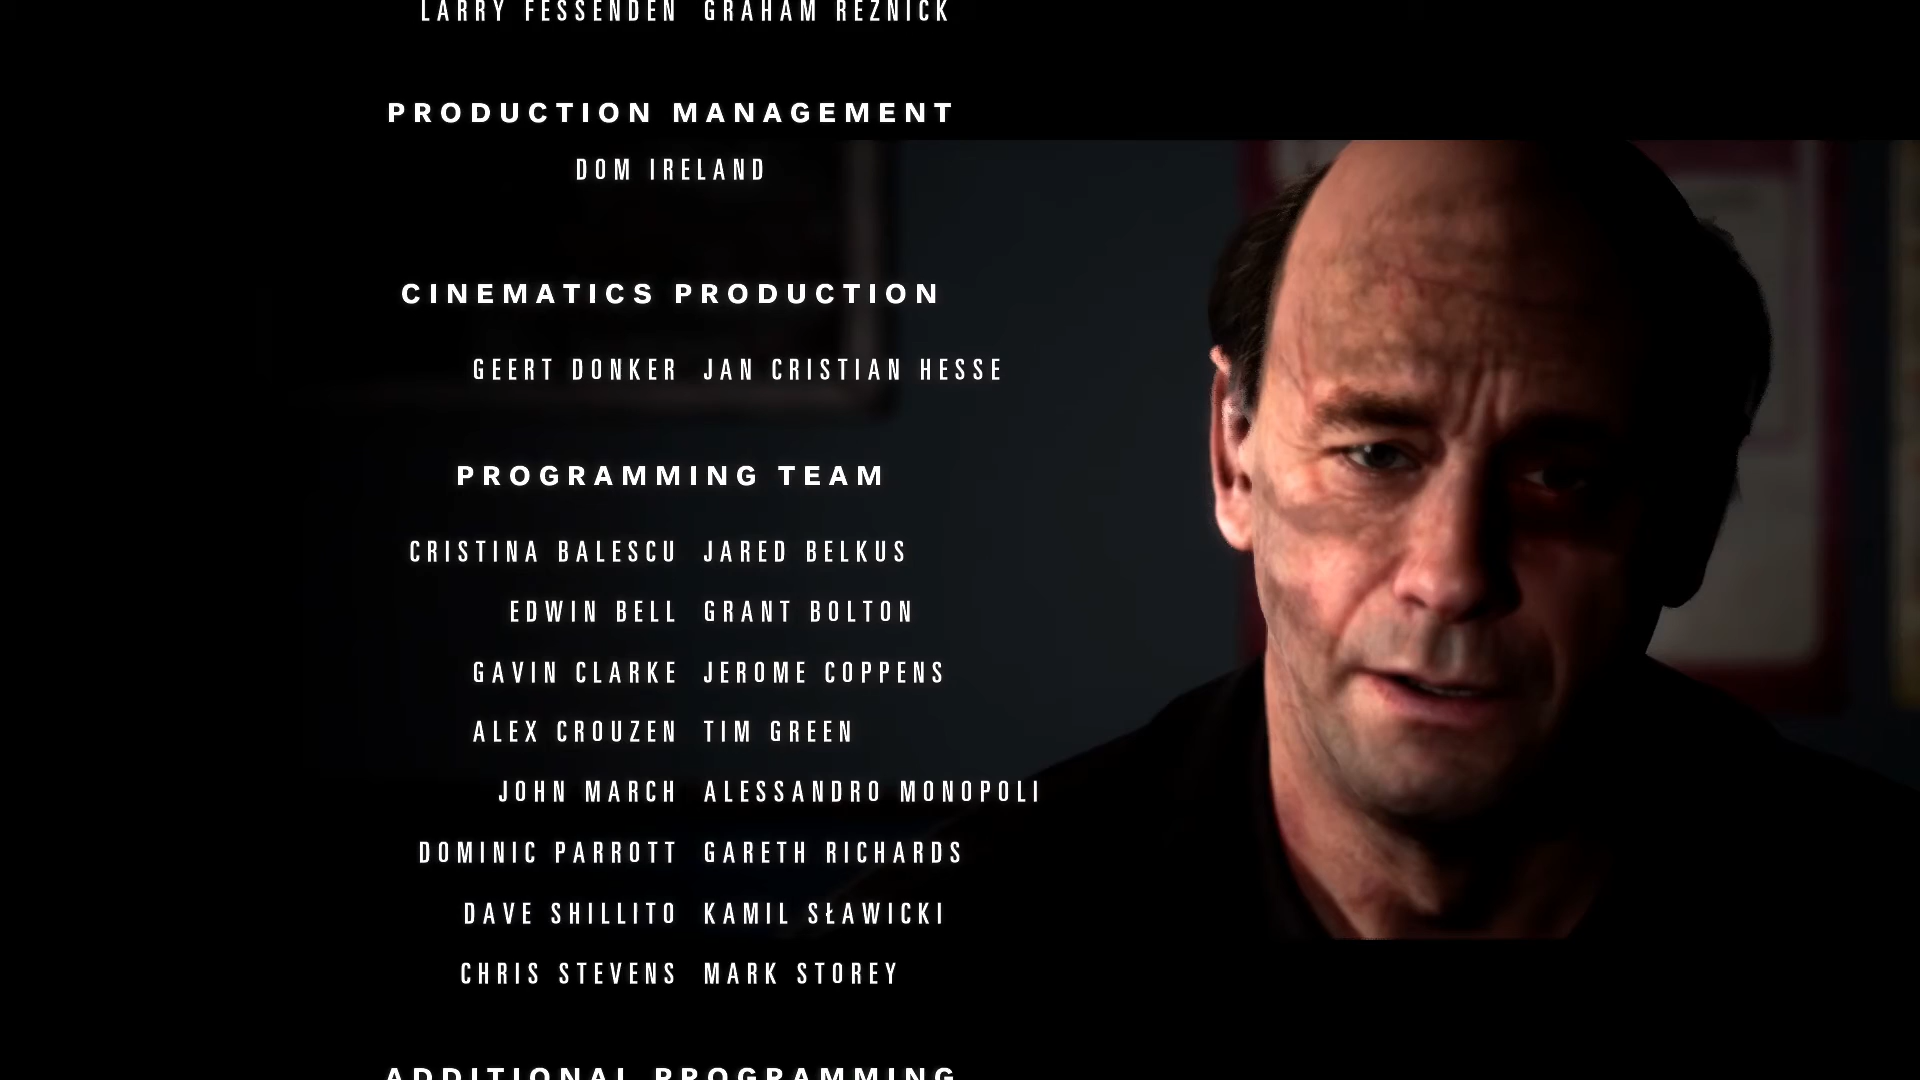 LARRY FESSENDEN GRAHAM REZNICK
PRODUCTION MANAGEMENT
DOM IRELAND
CINEMATICS PRODUCTION
GEERT DONKER JAN CRISTIAN HESSE
PROGRAMMING TEAM
CRISTINA BALESCU JARED BELKUS
EDWIN BELL GRANT BOLTON
GAVIN CLARKE JEROME COPPENS
ALEX CROUZEN TIM GREEN
JOHN MARCH ALESSANDRO MONOPOLI
DOMINIC PARROTT GARETH RICHARDS
DAVE SHILLITO KAMIL SŁAWICKI
CHRIS STEVENS MARK STOREY
ADDITIONAL PROGRAMMING